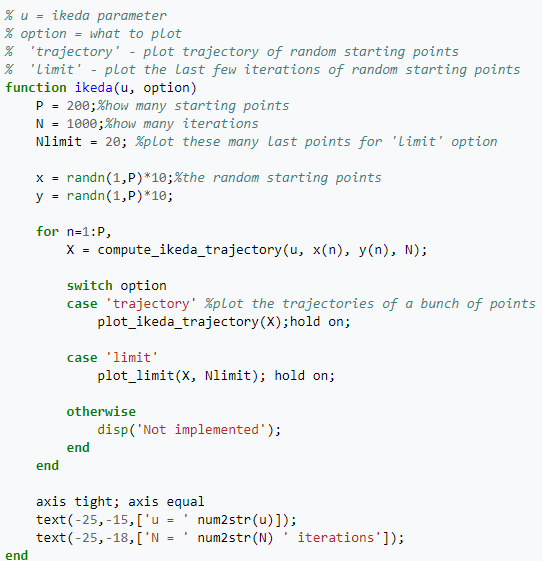 % u = ikeda parameter
% option = what to plot
%  'trajectory' - plot trajectory of random starting points
%  'limit' - plot the last few iterations of random starting points
function ikeda(u, option)
    P = 200;%how many starting points
    N = 1000;%how many iterations
    Nlimit = 20; %plot these many last points for 'limit' option

    x = randn(1,P)*10;%the random starting points
    y = randn(1,P)*10;

    for n=1:P,
        X = compute_ikeda_trajectory(u, x(n), y(n), N);

        switch option
        case 'trajectory' %plot the trajectories of a bunch of points
            plot_ikeda_trajectory(X);hold on;

        case 'limit'
            plot_limit(X, Nlimit); hold on;

        otherwise
            disp('Not implemented');
        end
    end

    axis tight; axis equal
    text(-25,-15,['u = ' num2str(u)]);
    text(-25,-18,['N = ' num2str(N) ' iterations']);
end